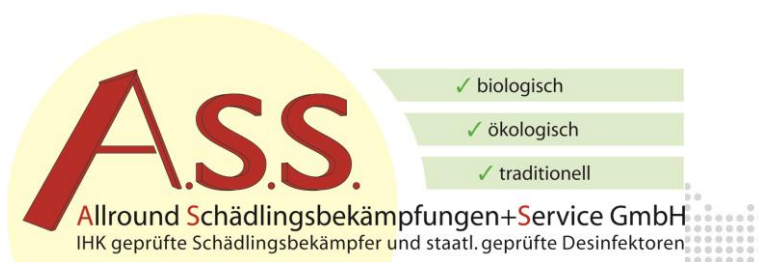 A.S.S.
✓ biologisch
✓ ökologisch
✓ traditionell
Allround Schädlingsbekämpfungen+Service GmbH
IHK geprüfte Schädlingsbekämpfer und staatl. geprüfte Desinfektoren